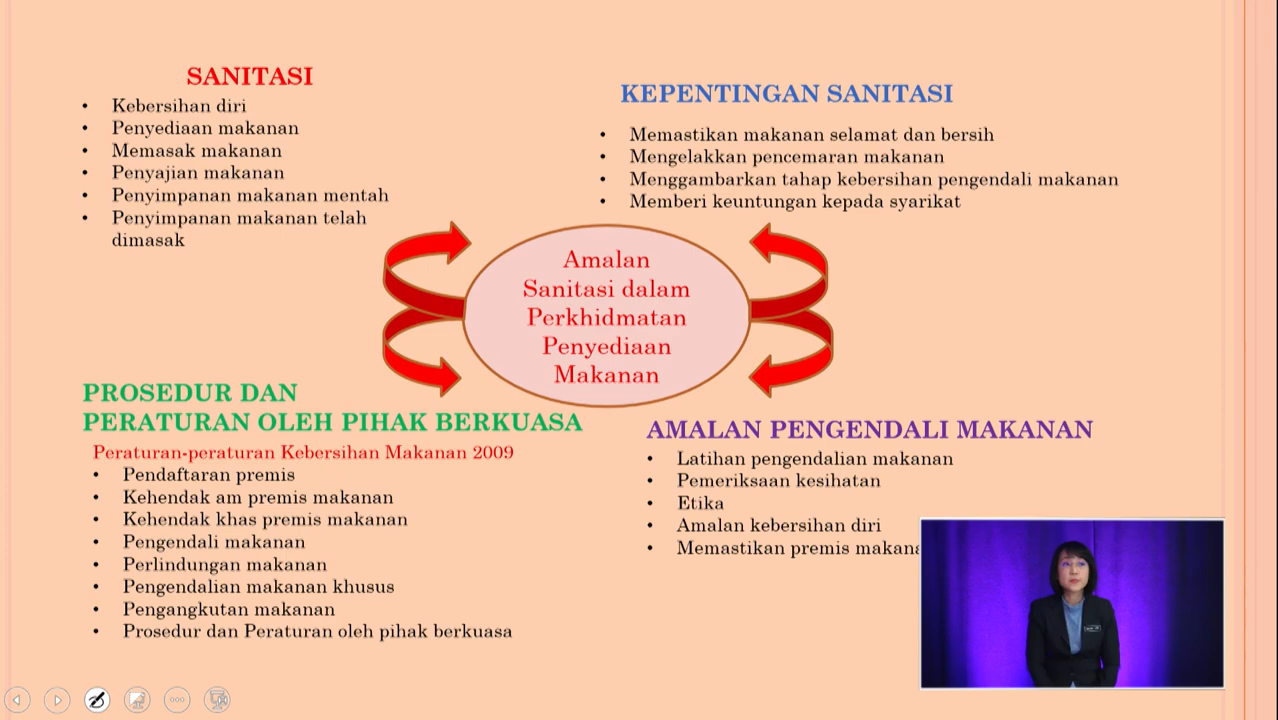 SANITASI
• Kebersihan diri
• Penyediaan makanan
• Memasak makanan
• Penyajian makanan
• Penyimpanan makanan mentah
• Penyimpanan makanan telah
dimasak
KEPENTINGAN SANITASI
• Memastikan makanan selamat dan bersih
• Mengelakkan pencemaran makanan
• Menggambarkan tahap kebersihan pengendali makanan
• Memberi keuntungan kepada syarikat
Amalan
Sanitasi dalam
Perkhidmatan
Penyediaan
Makanan
PROSEDUR DAN
PERATURAN OLEH PIHAK BERKUASA
Peraturan-peraturan Kebersihan Makanan 2009
• Pendaftaran premis
• Kehendak am premis makanan
• Kehendak khas premis makanan
• Pengendali makanan
• Perlindungan makanan
• Pengendalian makanan khusus
• Pengangkutan makanan
• Prosedur dan Peraturan oleh pihak berkuasa
AMALAN PENGENDALI MAKANAN
• Latihan pengendalian makanan
• Pemeriksaan kesihatan
• Etika
• Amalan kebersihan diri
• Memastikan premis